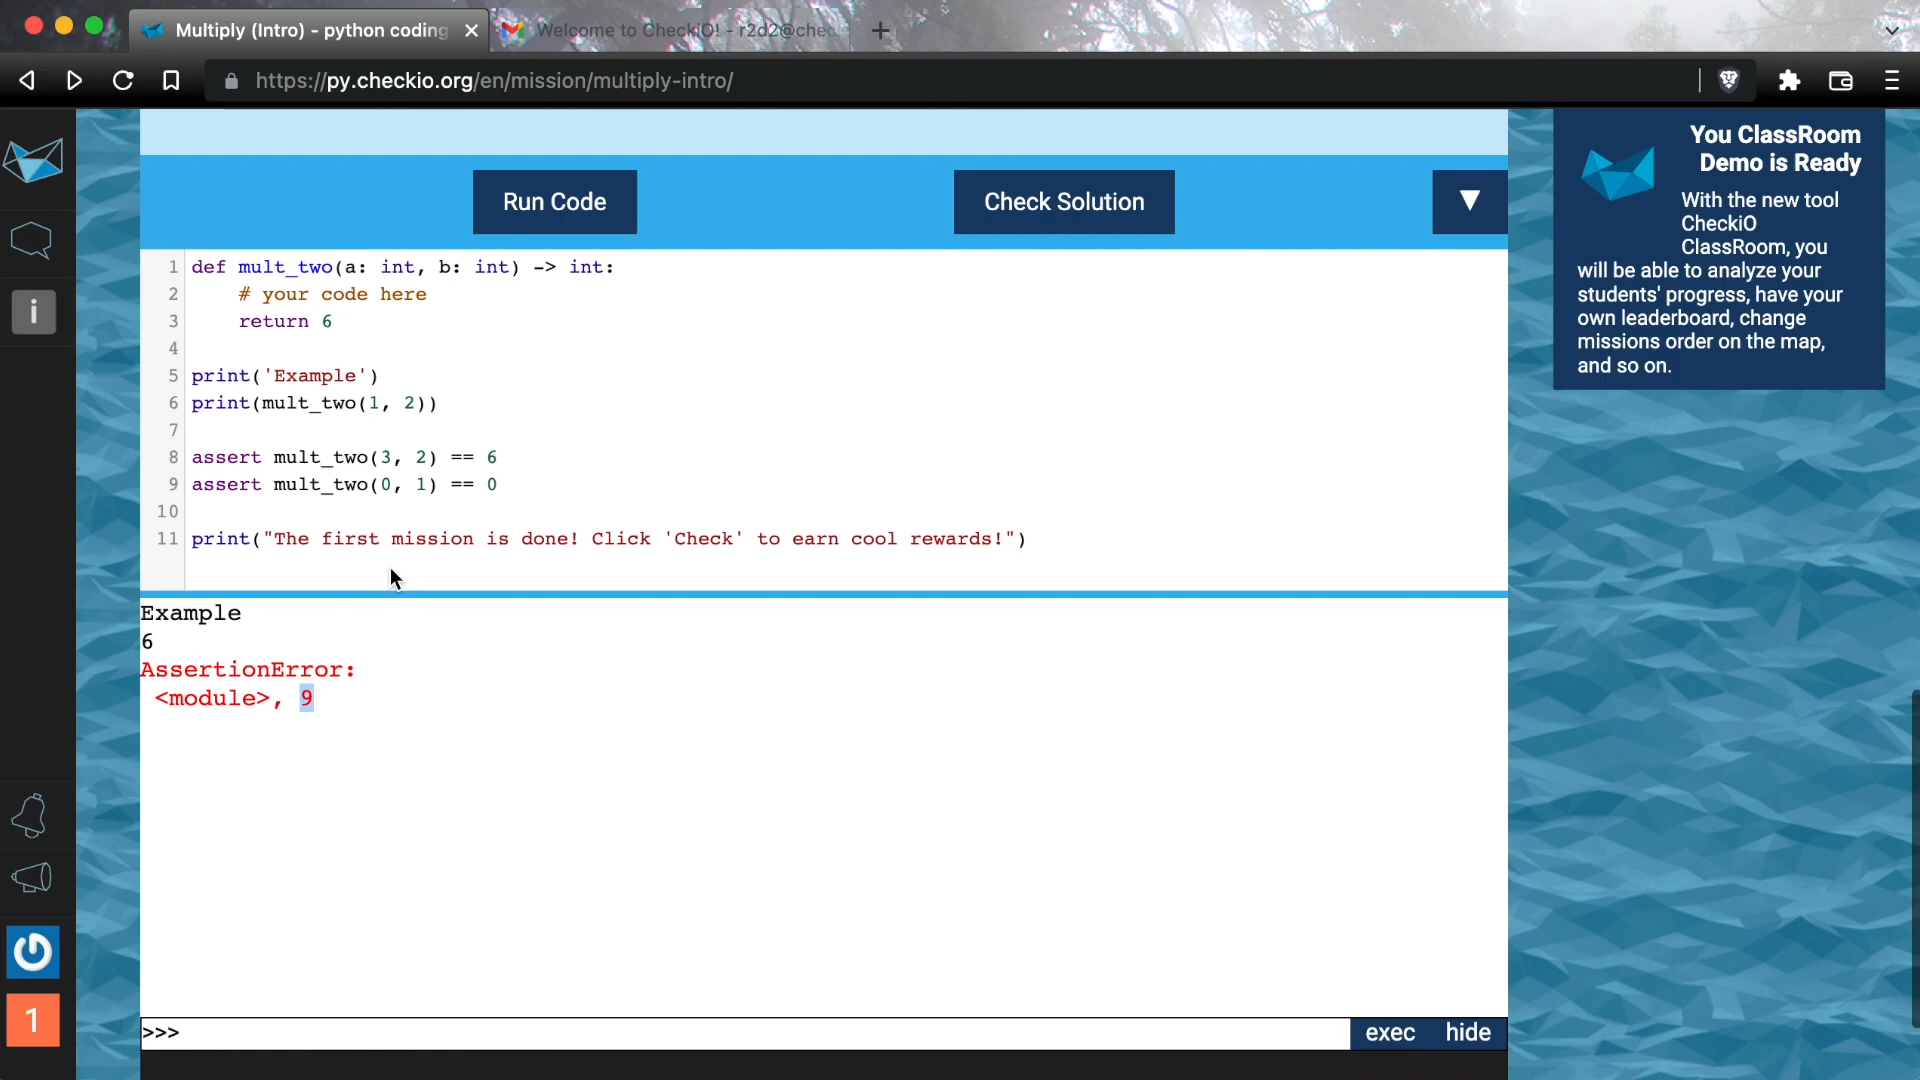 Multiply (Intro) - python coding
Welcome to CheckiO! - r2d2@chec
https://py.checkio.org/en/mission/multiply-intro/
You ClassRoom
Demo is Ready
With the new tool
CheckiO
ClassRoom, you
will be able to analyze your
students' progress, have your
own leaderboard, change
missions order on the map,
and so on.
Run Code
Check Solution
1 def mult_two(a: int, b: int) -> int:
2     # your code here
3     return 6
4
5 print('Example')
6 print(mult_two(1, 2))
7
8 assert mult_two(3, 2) == 6
9 assert mult_two(0, 1) == 0
10
11 print("The first mission is done! Click 'Check' to earn cool rewards!")
Example
6
AssertionError:
<module>, 9
>>>
exec hide
i
1